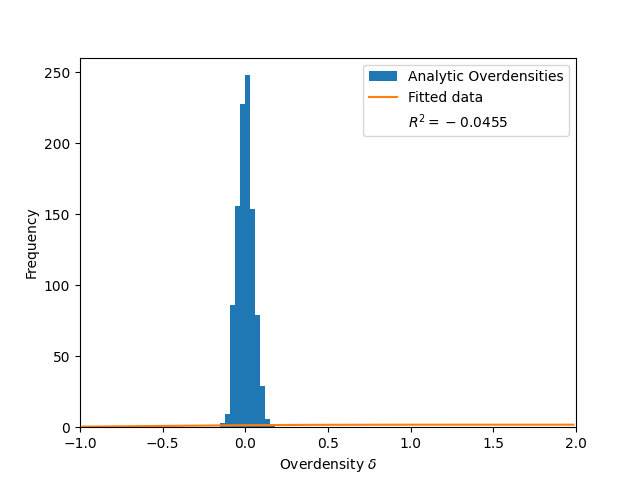 Analytic Overdensities
Fitted data
R² = − 0.0455
Frequency
250
200
150
100
50
0
−1.0 −0.5 0.0 0.5 1.0 1.5 2.0
Overdensity δ